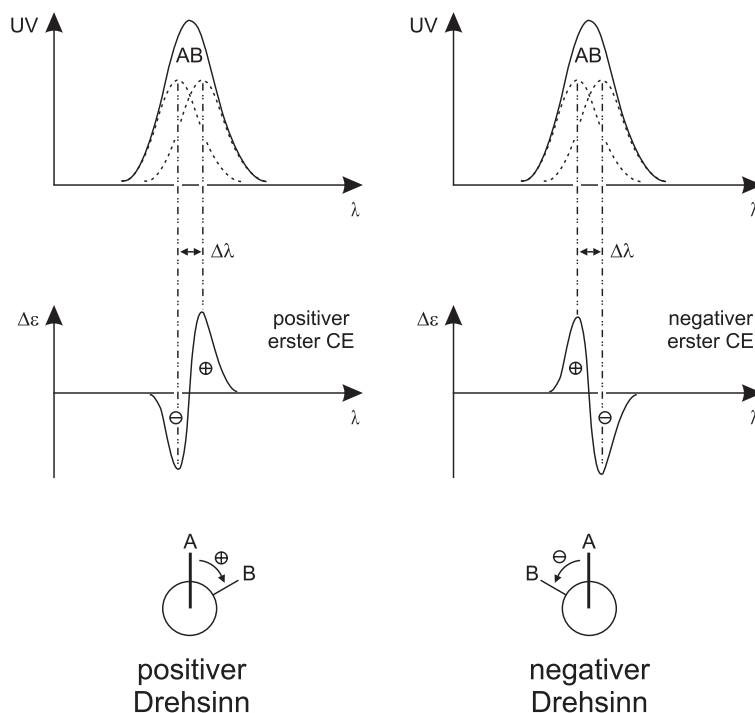 UV
AB
λ
Δλ
Δε
positiver
erster CE
⊕
⊖
λ
A
⊕
B
positiver
Drehsinn
UV
AB
λ
Δλ
Δε
negativer
erster CE
⊕
⊖
λ
⊖
A
B
negativer
Drehsinn